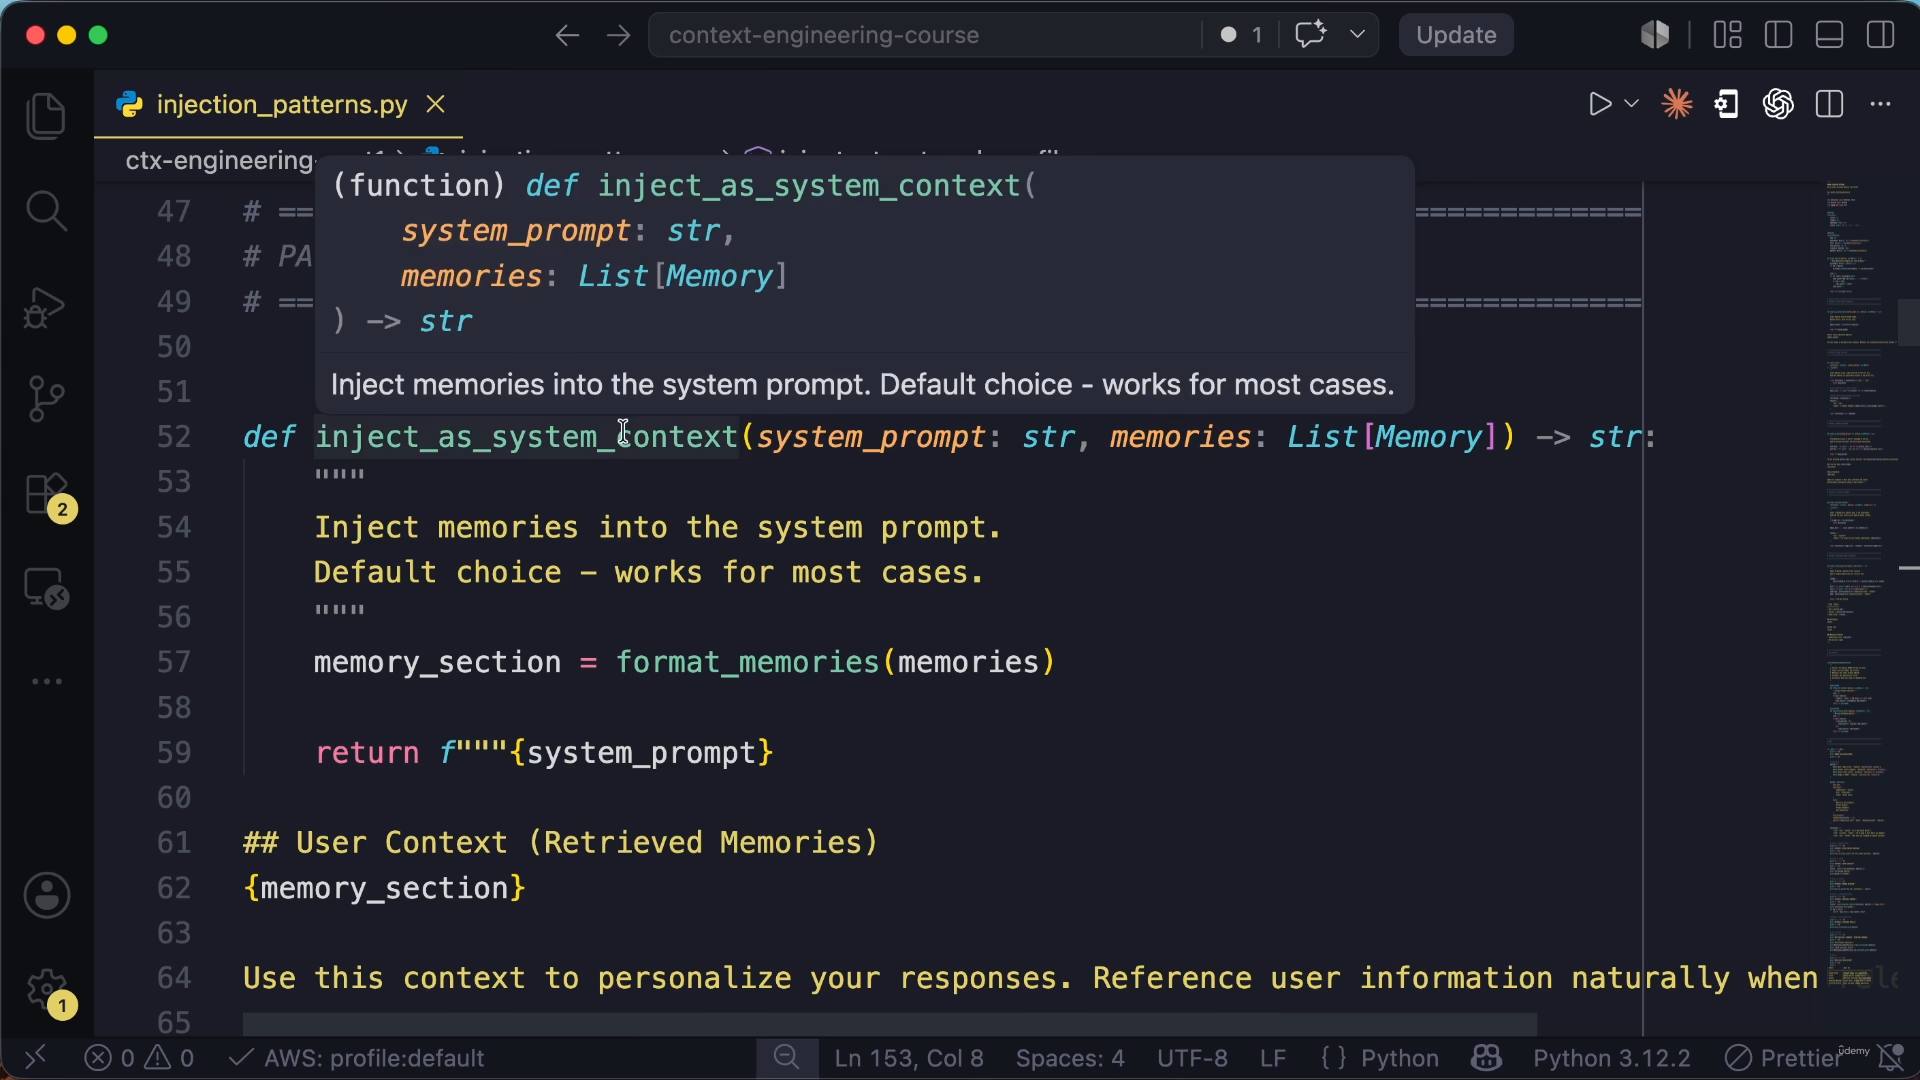 context-engineering-course
1
Update
injection_patterns.py
ctx-engineering-
(function) def inject_as_system_context(
system_prompt: str,
memories: List[Memory]
) -> str
Inject memories into the system prompt. Default choice - works for most cases.
47 # ==
=========================
48 # PA
49 # ==
=========================
50
51
52 def inject_as_system_context(system_prompt: str, memories: List[Memory]) -> str:
53 """
54 Inject memories into the system prompt.
55 Default choice – works for most cases.
56 """
57 memory_section = format_memories(memories)
58
59 return f"""{system_prompt}
60
61 ## User Context (Retrieved Memories)
62 {memory_section}
63
64 Use this context to personalize your responses. Reference user information naturally when
65
2
1
0 0 AWS: profile:default Ln 153, Col 8 Spaces: 4 UTF-8 LF { } Python Python 3.12.2 Prettier
udemy